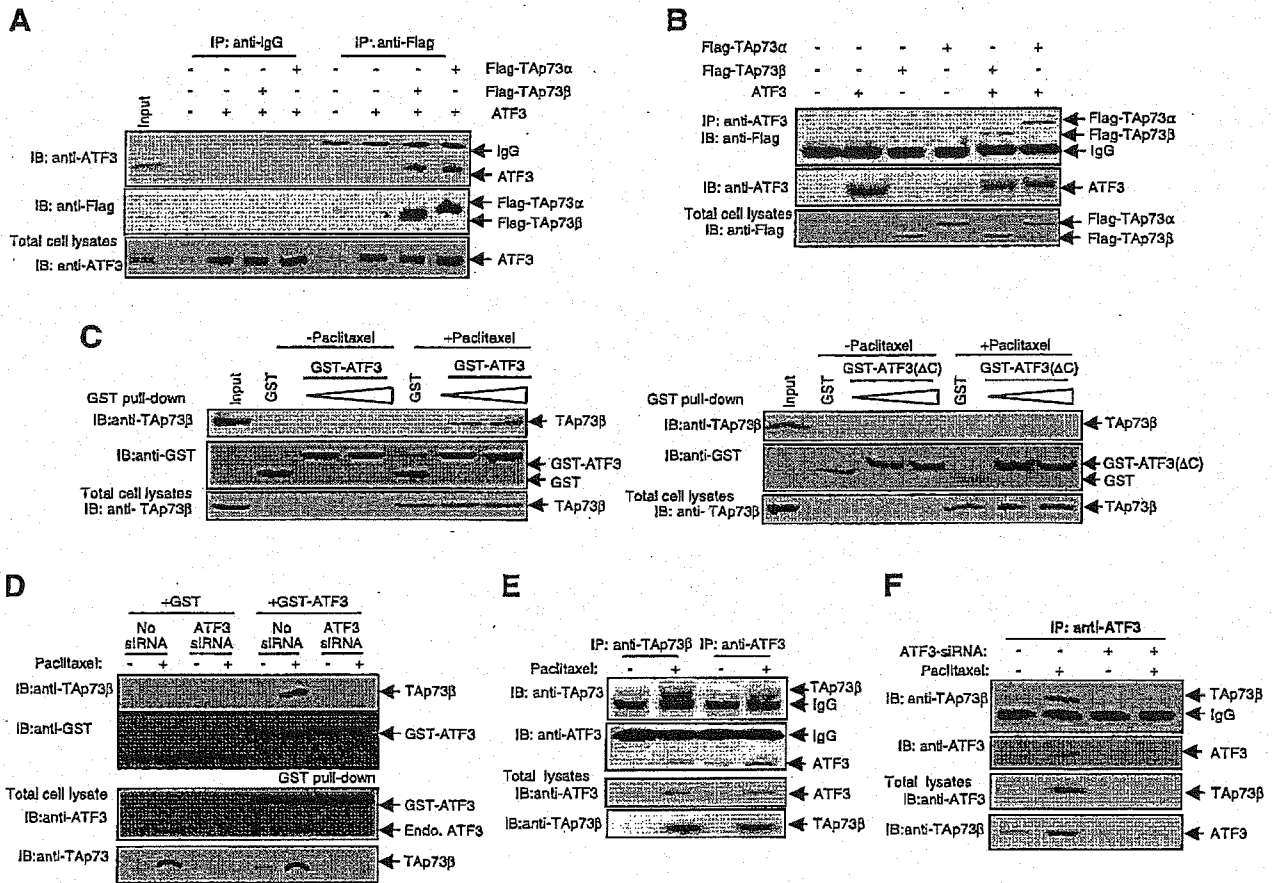 A
IP: anti-IgG IP: anti-Flag
- - - + - - - + Flag-TAp73α
- - + - - - + - Flag-TAp73β
Input - + + + - + + + ATF3
IB: anti-ATF3
IgG
ATF3
IB: anti-Flag
Flag-TAp73α
Flag-TAp73β
Total cell lysates
IB: anti-ATF3
ATF3
B
Flag-TAp73α - - - + - +
Flag-TAp73β - - + - + -
ATF3 - + - - + +
IP: anti-ATF3
IB: anti-Flag
Flag-TAp73α
Flag-TAp73β
IgG
IB: anti-ATF3
ATF3
Total cell lysates
IB: anti-Flag
Flag-TAp73α
Flag-TAp73β
C
-Paclitaxel +Paclitaxel
Input GST GST-ATF3 GST GST-ATF3
GST pull-down
IB:anti-TAp73β
TAp73β
IB:anti-GST
GST-ATF3
GST
Total cell lysates
IB: anti- TAp73β
TAp73β
-Paclitaxel +Paclitaxel
Input GST GST-ATF3(ΔC) GST GST-ATF3(ΔC)
GST pull-down
IB:anti-TAp73β
TAp73β
IB:anti-GST
GST-ATF3(ΔC)
GST
Total cell lysates
IB: anti- TAp73β
TAp73β
D
+GST +GST-ATF3
No siRNA ATF3 siRNA No siRNA ATF3 siRNA
Paclitaxel: - + - + - + - +
IB:anti-TAp73β
TAp73β
IB:anti-GST
GST-ATF3
GST pull-down
Total cell lysate
IB:anti-ATF3
GST-ATF3
Endo. ATF3
IB:anti-TAp73
TAp73β
E
IP: anti-TAp73β IP: anti-ATF3
Paclitaxel: - + - +
IB: anti-TAp73
TAp73β
IgG
IB: anti-ATF3
IgG
ATF3
Total lysates
IB:anti-ATF3
ATF3
IB:anti-TAp73β
TAp73β
F
IP: anti-ATF3
ATF3-siRNA: - - + +
Paclitaxel: - + - +
IB: anti-TAp73β
TAp73β
IgG
IB: anti-ATF3
ATF3
Total lysates
IB:anti-ATF3
TAp73β
IB:anti-TAp73β
ATF3